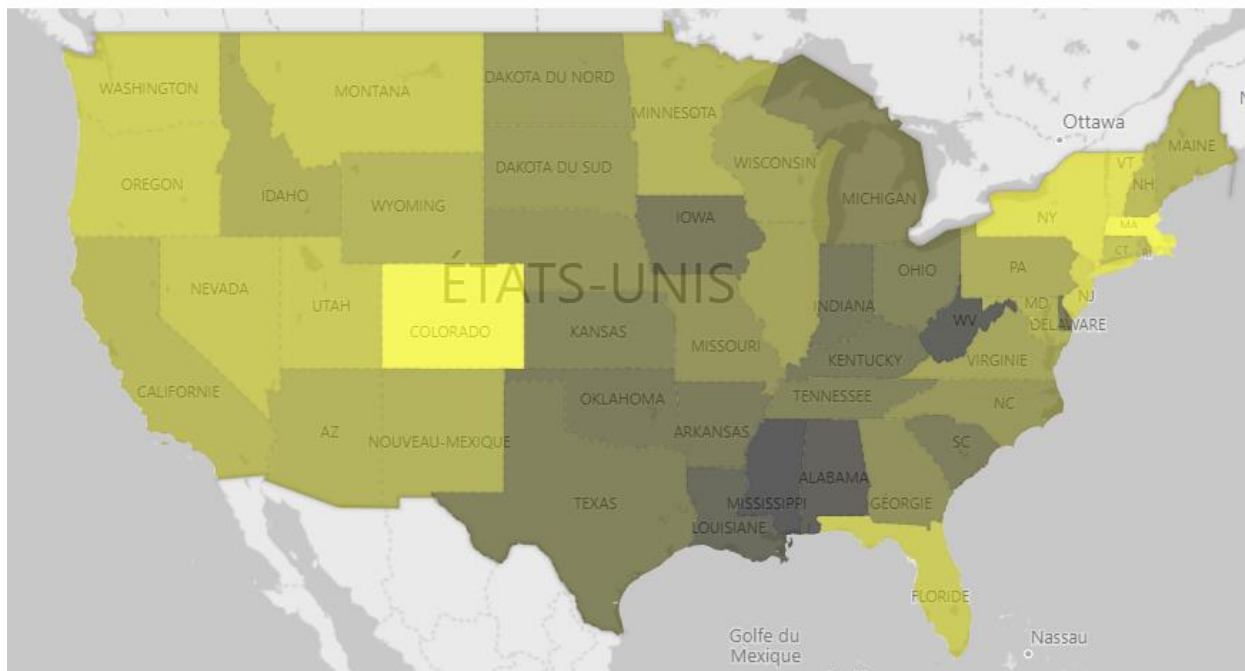 WASHINGTON
MONTANA
DAKOTA DU NORD
MINNESOTA
Ottawa
MAINE
VT
NH
OREGON
IDAHO
WYOMING
DAKOTA DU SUD
WISCONSIN
MICHIGAN
NY
MA
IOWA
CT
NEVADA
UTAH
COLORADO
ÉTATS-UNIS
INDIANA
OHIO
PA
NJ
MD
DELAWARE
KANSAS
MISSOURI
KENTUCKY
WV
VIRGINIE
CALIFORNIE
AZ
NOUVEAU-MEXIQUE
OKLAHOMA
ARKANSAS
TENNESSEE
NC
SC
TEXAS
LOUISIANE
MISSISSIPPI
ALABAMA
GÉORGIE
FLORIDE
Golfe du
Mexique
Nassau